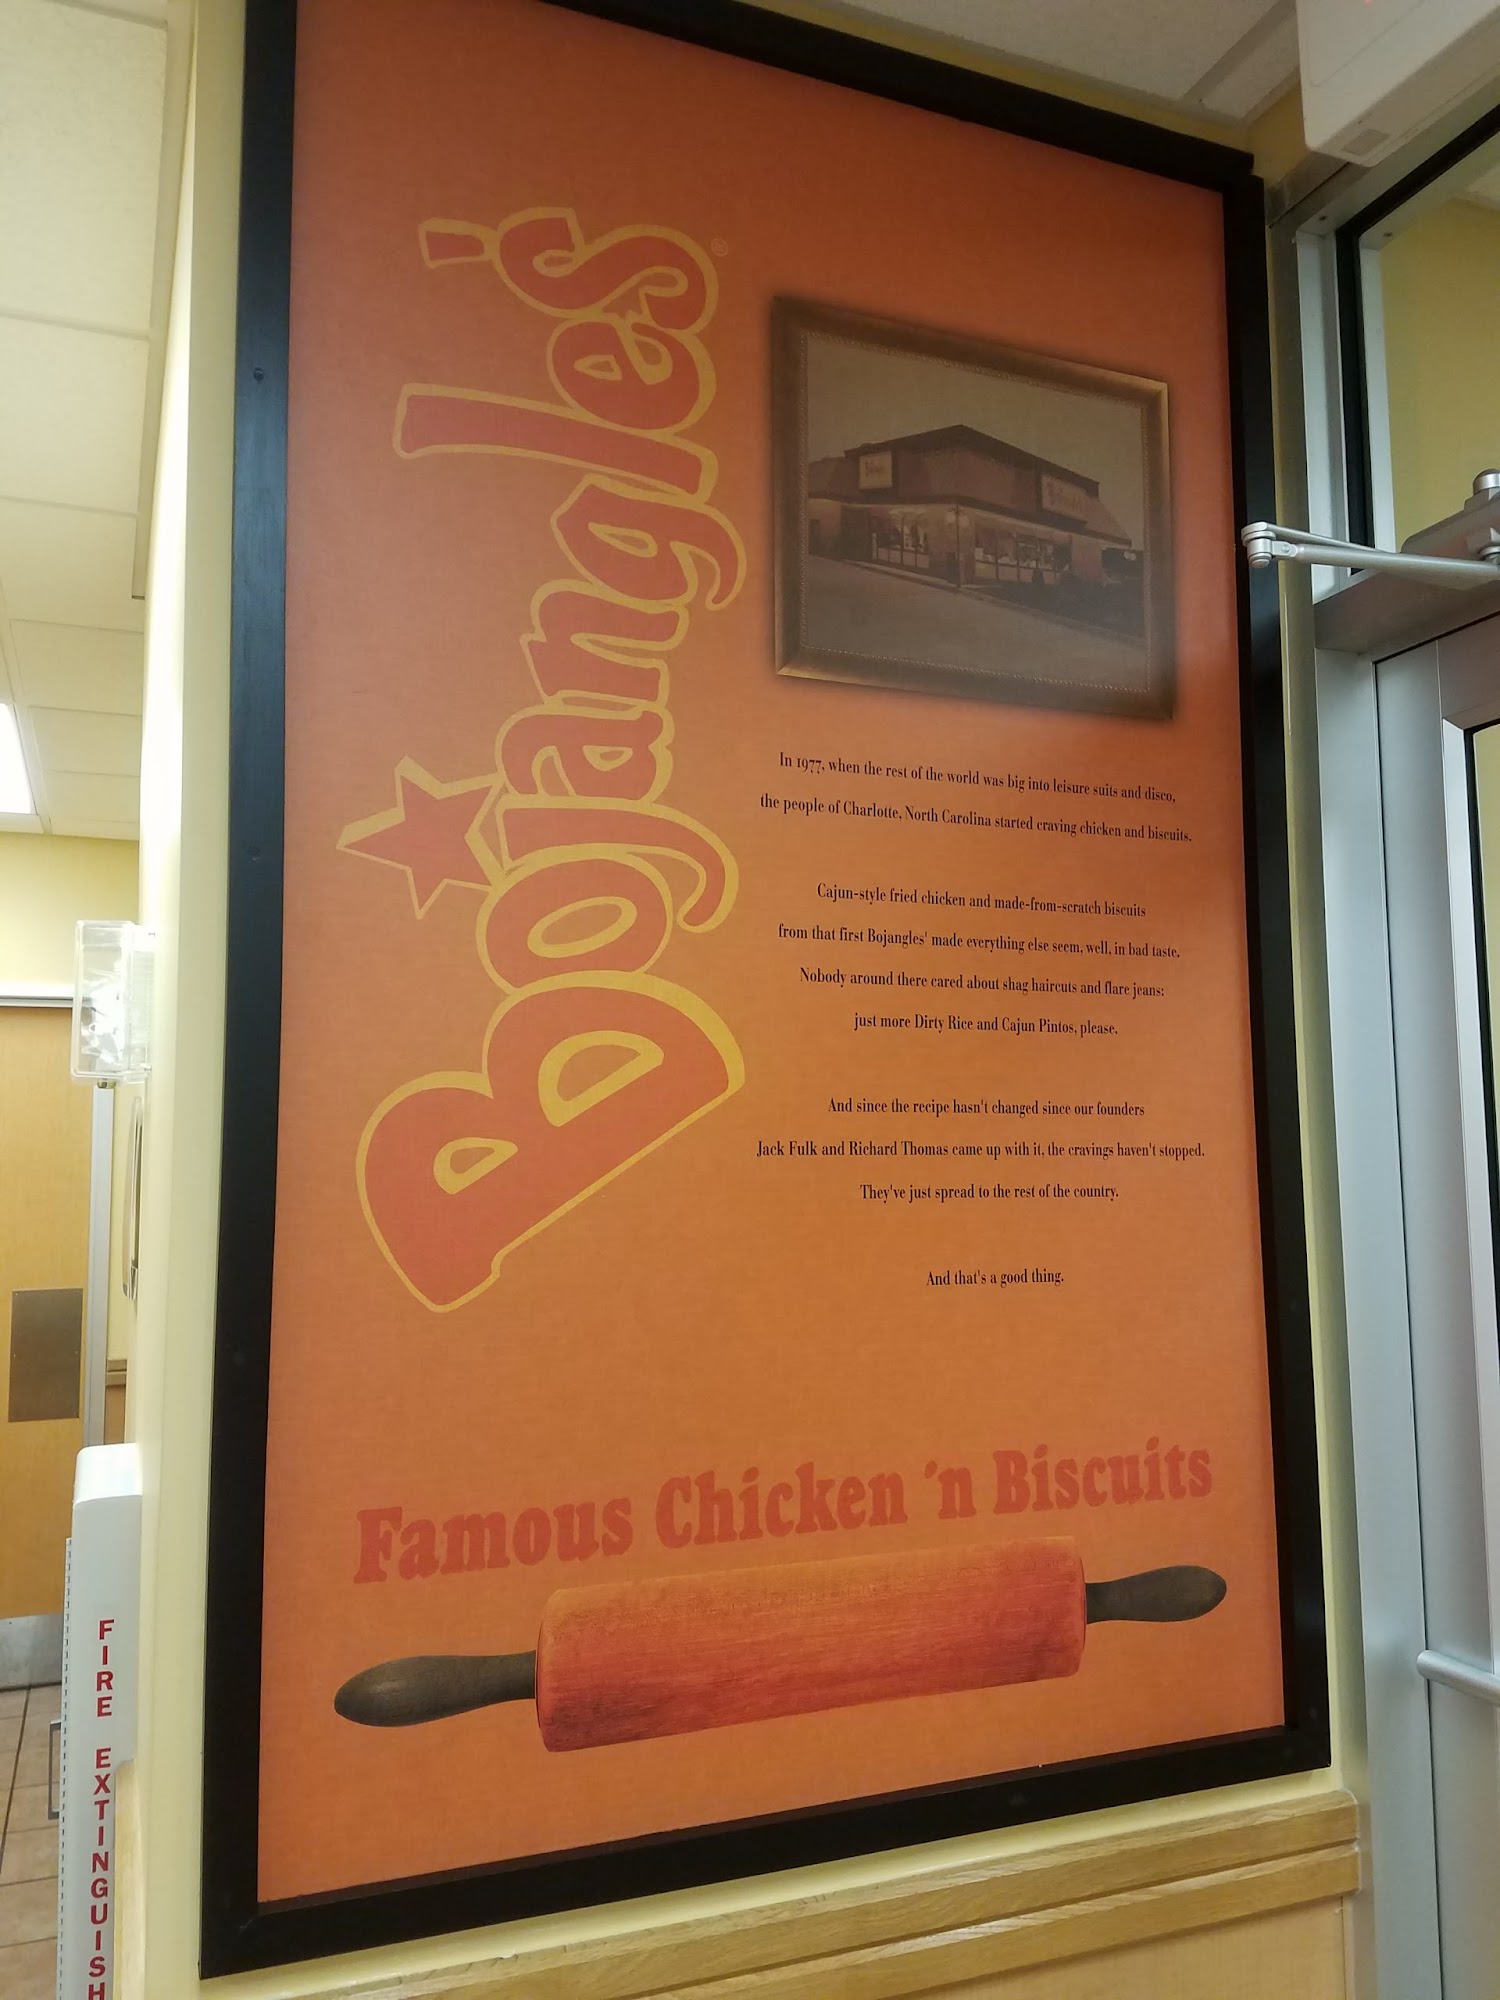 Bojangles'®
In 1977, when the rest of the world was big into leisure suits and disco,
the people of Charlotte, North Carolina started craving chicken and biscuits.
Cajun-style fried chicken and made-from-scratch biscuits
from that first Bojangles' made everything else seem, well, in bad taste.
Nobody around there cared about shag haircuts and flare jeans:
just more Dirty Rice and Cajun Pintos, please.
And since the recipe hasn't changed since our founders
Jack Fulk and Richard Thomas came up with it, the cravings haven't stopped.
They've just spread to the rest of the country.
And that's a good thing.
Famous Chicken 'n Biscuits
FIRE EXTINGUISH